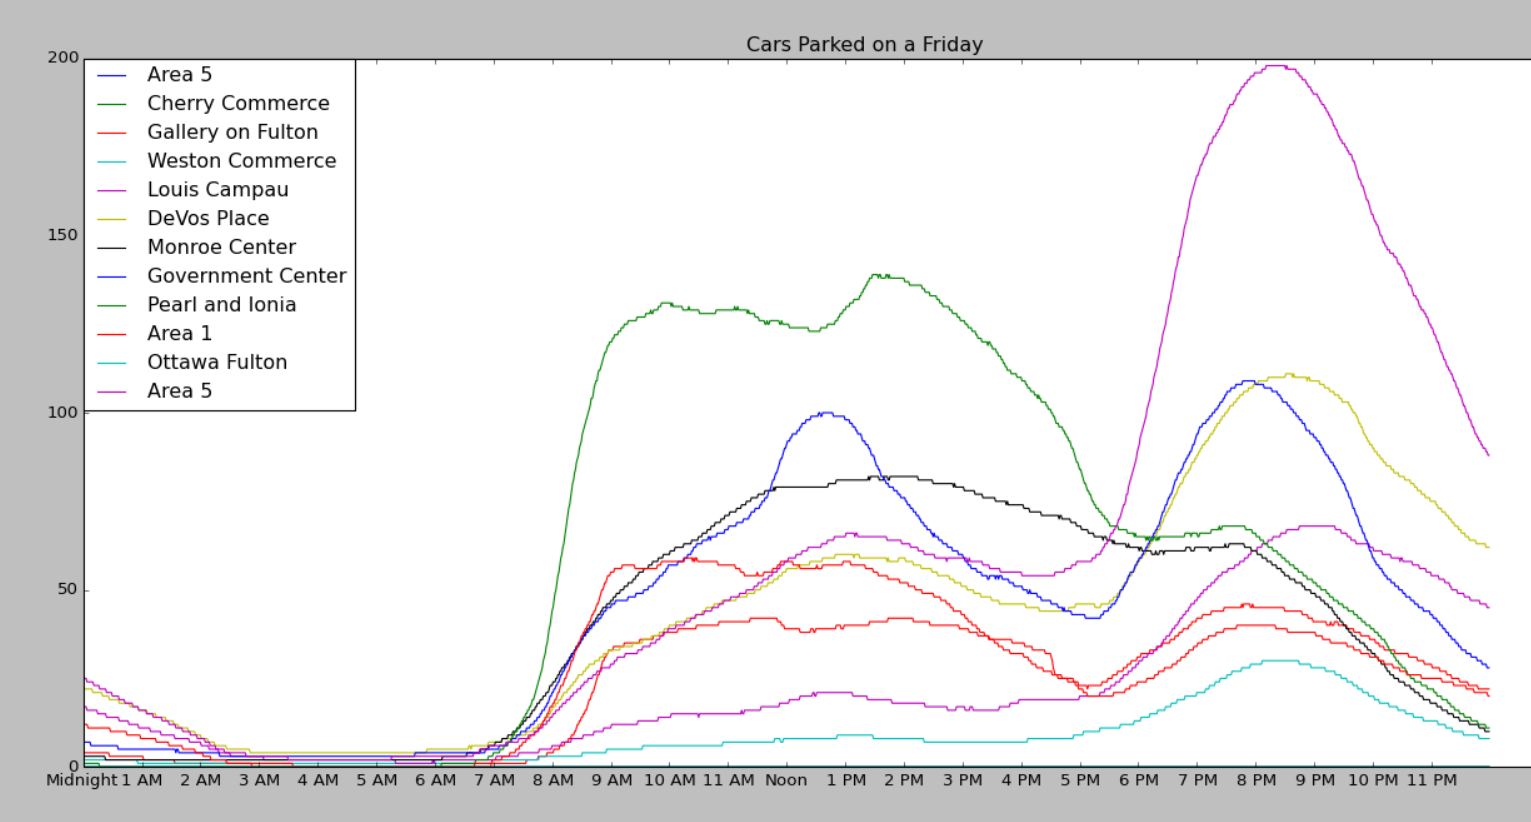 Cars Parked on a Friday
200
150
100
50
0
Area 5
Cherry Commerce
Gallery on Fulton
Weston Commerce
Louis Campau
DeVos Place
Monroe Center
Government Center
Pearl and Ionia
Area 1
Ottawa Fulton
Area 5
Midnight 1 AM 2 AM 3 AM 4 AM 5 AM 6 AM 7 AM 8 AM 9 AM 10 AM 11 AM Noon 1 PM 2 PM 3 PM 4 PM 5 PM 6 PM 7 PM 8 PM 9 PM 10 PM 11 PM